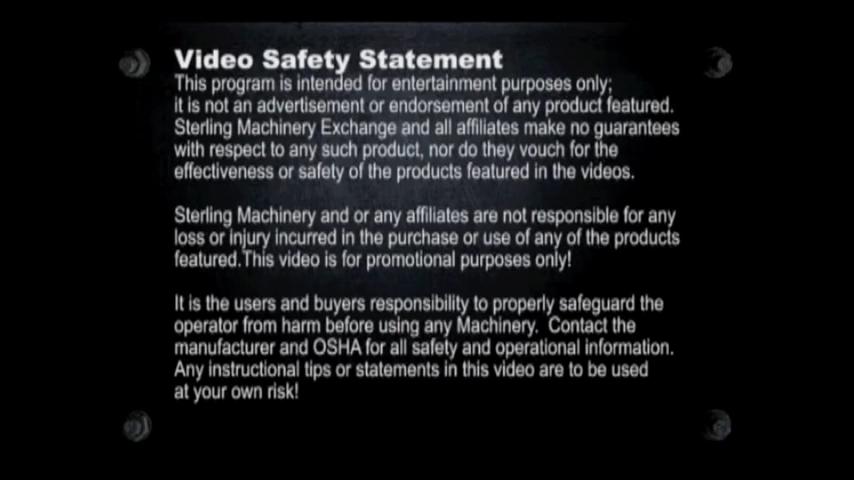 Video Safety Statement
This program is intended for entertainment purposes only;
it is not an advertisement or endorsement of any product featured.
Sterling Machinery Exchange and all affiliates make no guarantees
with respect to any such product, nor do they vouch for the
effectiveness or safety of the products featured in the videos.
Sterling Machinery and or any affiliates are not responsible for any
loss or injury incurred in the purchase or use of any of the products
featured.This video is for promotional purposes only!
It is the users and buyers responsibility to properly safeguard the
operator from harm before using any Machinery. Contact the
manufacturer and OSHA for all safety and operational information.
Any instructional tips or statements in this video are to be used
at your own risk!